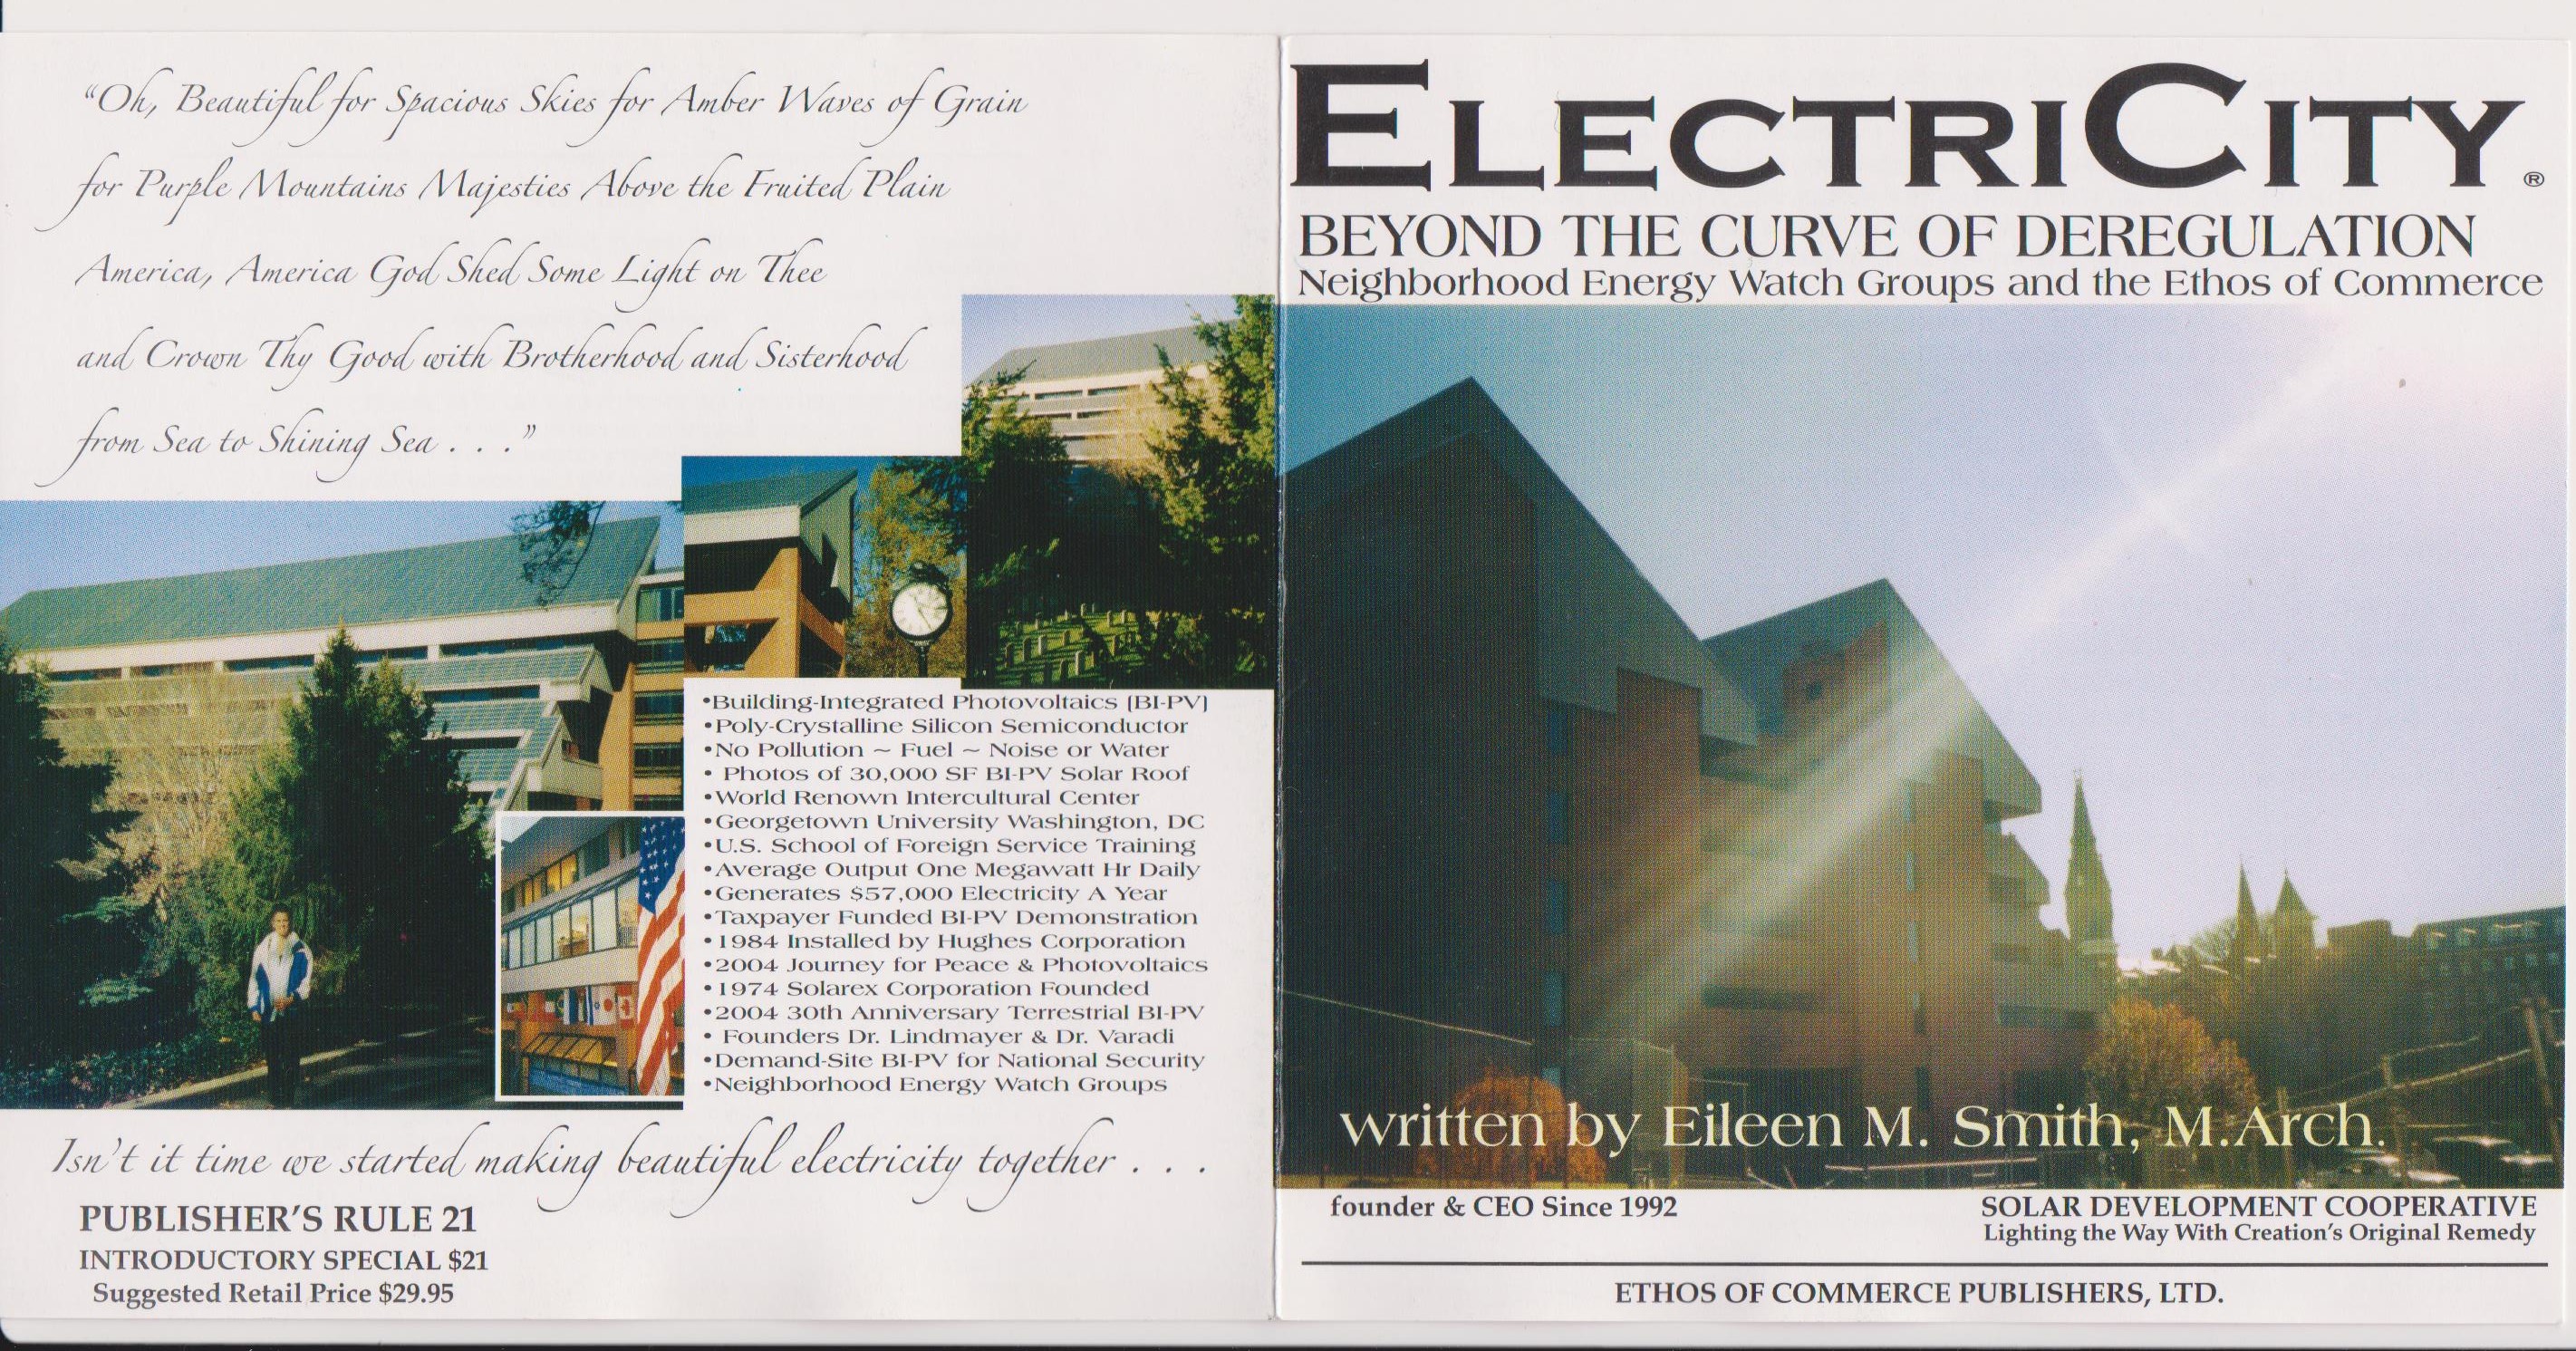 “Oh, Beautiful for Spacious Skies for Amber Waves of Grain
for Purple Mountains Majesties Above the Fruited Plain
America, America God Shed Some Light on Thee
and Crown Thy Good with Brotherhood and Sisterhood
from Sea to Shining Sea . . .”
•Building-Integrated Photovoltaics (BI-PV)
•Poly-Crystalline Silicon Semiconductor
•No Pollution ~ Fuel ~ Noise or Water
• Photos of 30,000 SF BI-PV Solar Roof
•World Renown Intercultural Center
•Georgetown University Washington, DC
•U.S. School of Foreign Service Training
•Average Output One Megawatt Hr Daily
•Generates $57,000 Electricity A Year
•Taxpayer Funded BI-PV Demonstration
•1984 Installed by Hughes Corporation
•2004 Journey for Peace & Photovoltaics
•1974 Solarex Corporation Founded
•2004 30th Anniversary Terrestrial BI-PV
• Founders Dr. Lindmayer & Dr. Varadi
•Demand-Site BI-PV for National Security
•Neighborhood Energy Watch Groups
Isn't it time we started making beautiful electricity together . . .
PUBLISHER'S RULE 21
INTRODUCTORY SPECIAL $21
Suggested Retail Price $29.95
ELECTRICITY®
BEYOND THE CURVE OF DEREGULATION
Neighborhood Energy Watch Groups and the Ethos of Commerce
written by Eileen M. Smith, M.Arch.
founder & CEO Since 1992
SOLAR DEVELOPMENT COOPERATIVE
Lighting the Way With Creation's Original Remedy
ETHOS OF COMMERCE PUBLISHERS, LTD.